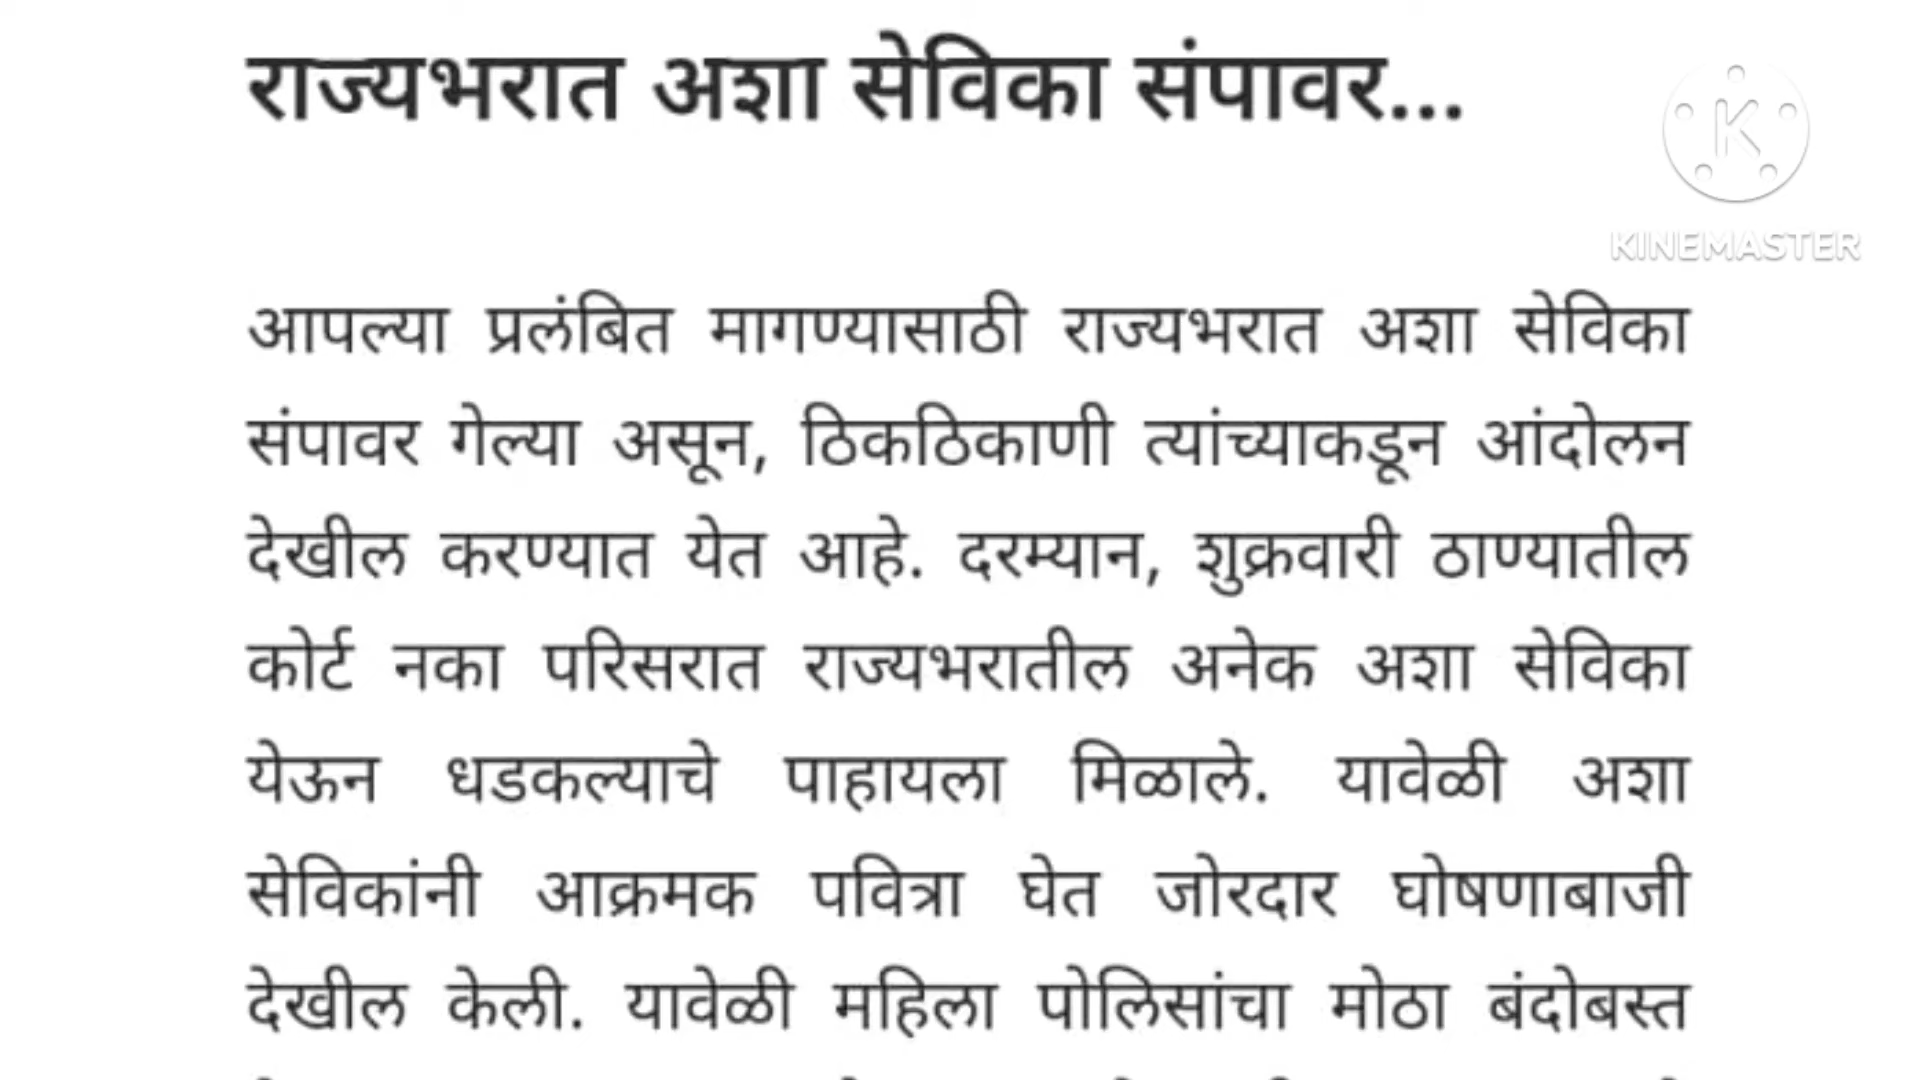 राज्यभरात अशा सेविका संपावर...
KINEMASTER
आपल्या प्रलंबित मागण्यासाठी राज्यभरात अशा सेविका
संपावर गेल्या असून, ठिकठिकाणी त्यांच्याकडून आंदोलन
देखील करण्यात येत आहे. दरम्यान, शुक्रवारी ठाण्यातील
कोर्ट नका परिसरात राज्यभरातील अनेक अशा सेविका
येऊन धडकल्याचे पाहायला मिळाले. यावेळी अशा
सेविकांनी आक्रमक पवित्रा घेत जोरदार घोषणाबाजी
देखील केली. यावेळी महिला पोलिसांचा मोठा बंदोबस्त